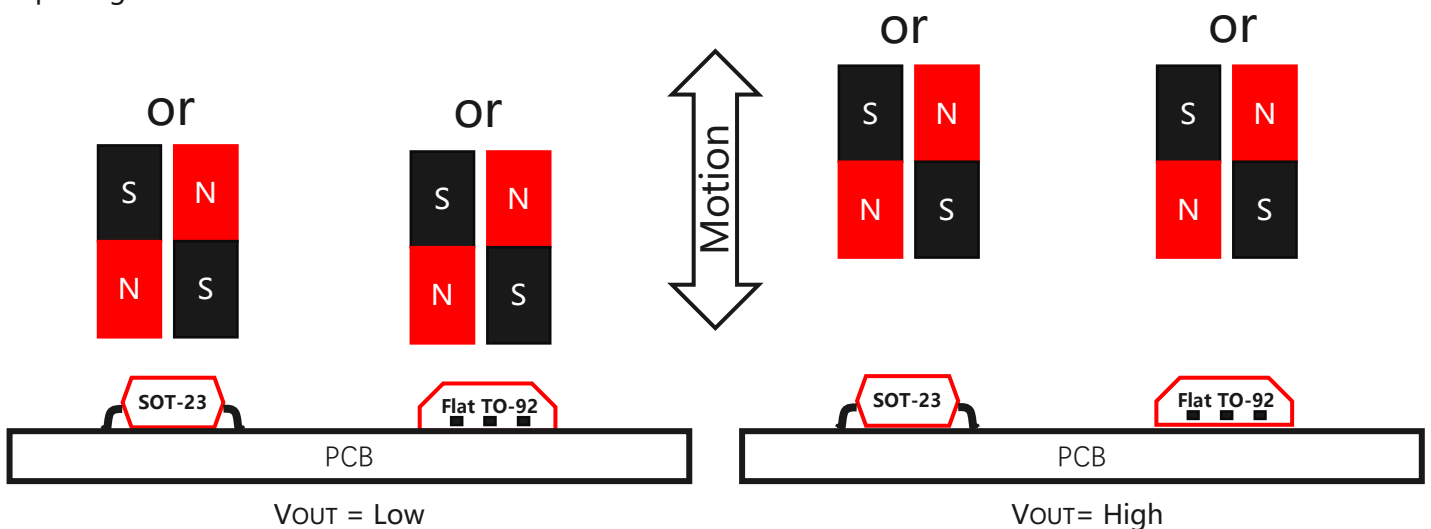 or
or
S N
S N
N S
N S
SOT-23
Flat TO-92
PCB
VOUT = Low
Motion
or
or
S N
S N
N S
N S
SOT-23
Flat TO-92
PCB
VOUT= High